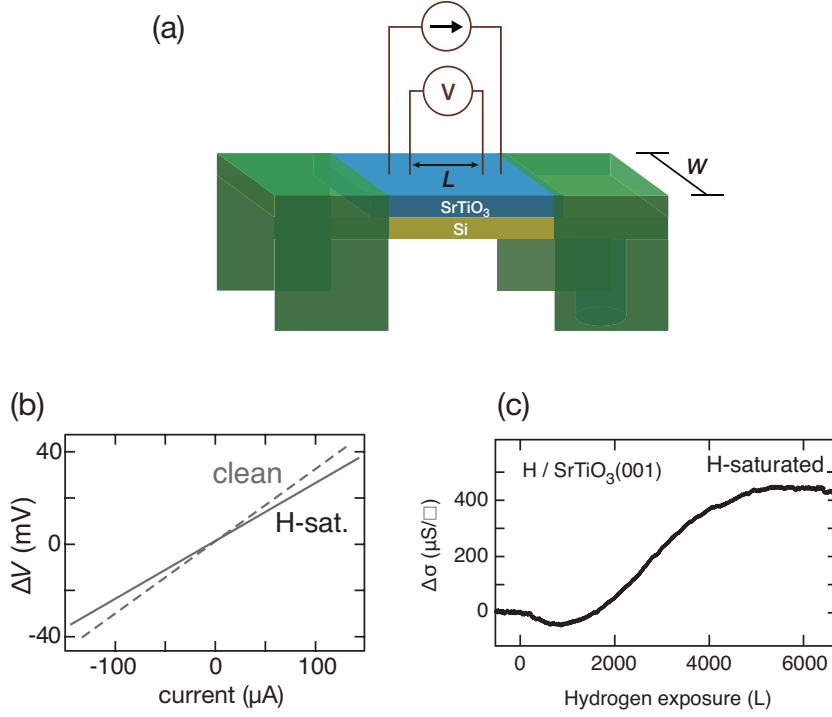 (a)
V
L
W
SrTiO₃
Si
(b)
40
clean
H-sat.
0
-40
ΔV (mV)
-100
0
100
current (µA)
(c)
H / SrTiO₃(001)
H-saturated
400
200
0
Δσ (µS/□)
0
2000
4000
6000
Hydrogen exposure (L)